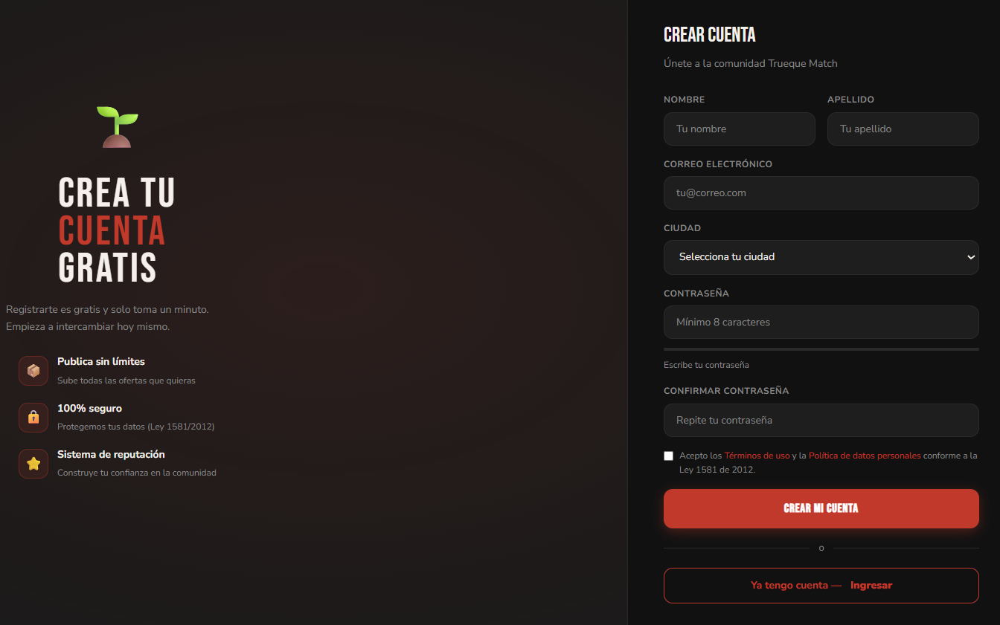 CREA TU
CUENTA
GRATIS
Registrarte es gratis y solo toma un minuto.
Empieza a intercambiar hoy mismo.
Publica sin límites
Sube todas las ofertas que quieras
100% seguro
Protegemos tus datos (Ley 1581/2012)
Sistema de reputación
Construye tu confianza en la comunidad
CREAR CUENTA
Únete a la comunidad Trueque Match
NOMBRE
APELLIDO
Tu nombre
Tu apellido
CORREO ELECTRÓNICO
tu@correo.com
CIUDAD
Selecciona tu ciudad
CONTRASEÑA
Mínimo 8 caracteres
Escribe tu contraseña
CONFIRMAR CONTRASEÑA
Repite tu contraseña
Acepto los Términos de uso y la Política de datos personales conforme a la
Ley 1581 de 2012.
CREAR MI CUENTA
o
Ya tengo cuenta — Ingresar